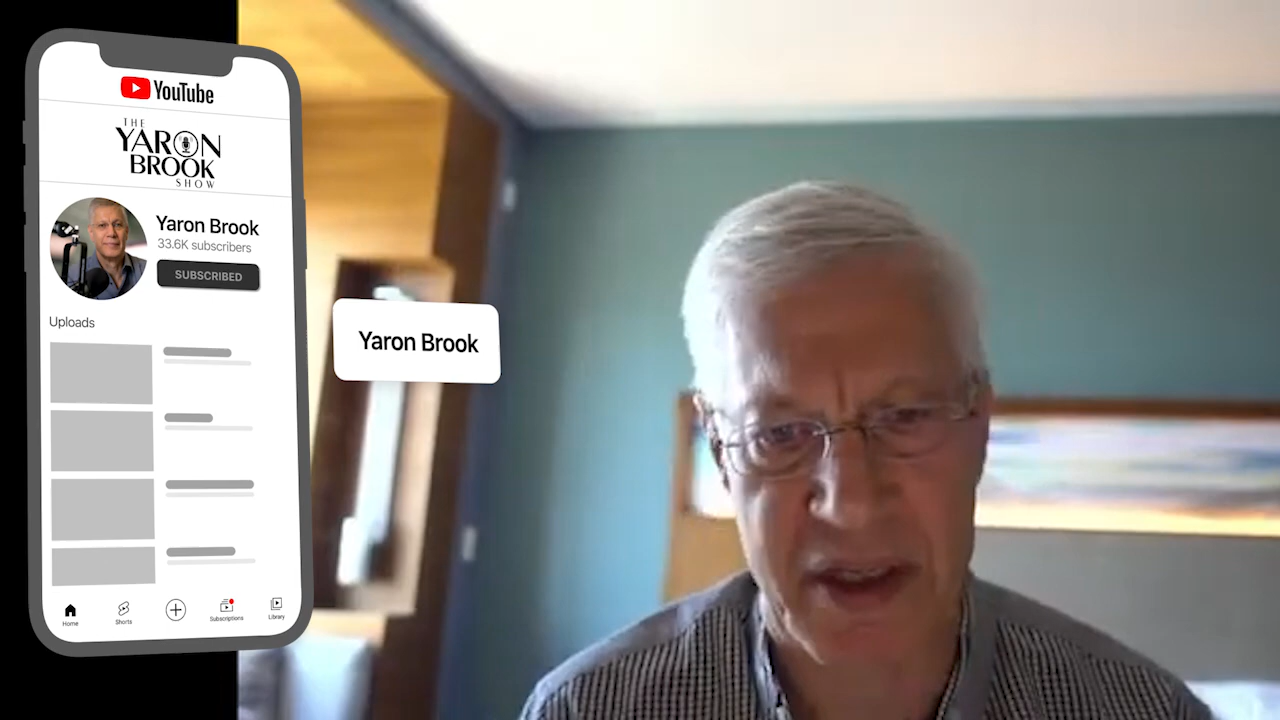 YouTube
THE
YARON
BROOK
SHOW
Yaron Brook
33.6K subscribers
SUBSCRIBED
Uploads
Home
Shorts
Subscriptions
Library
Yaron Brook